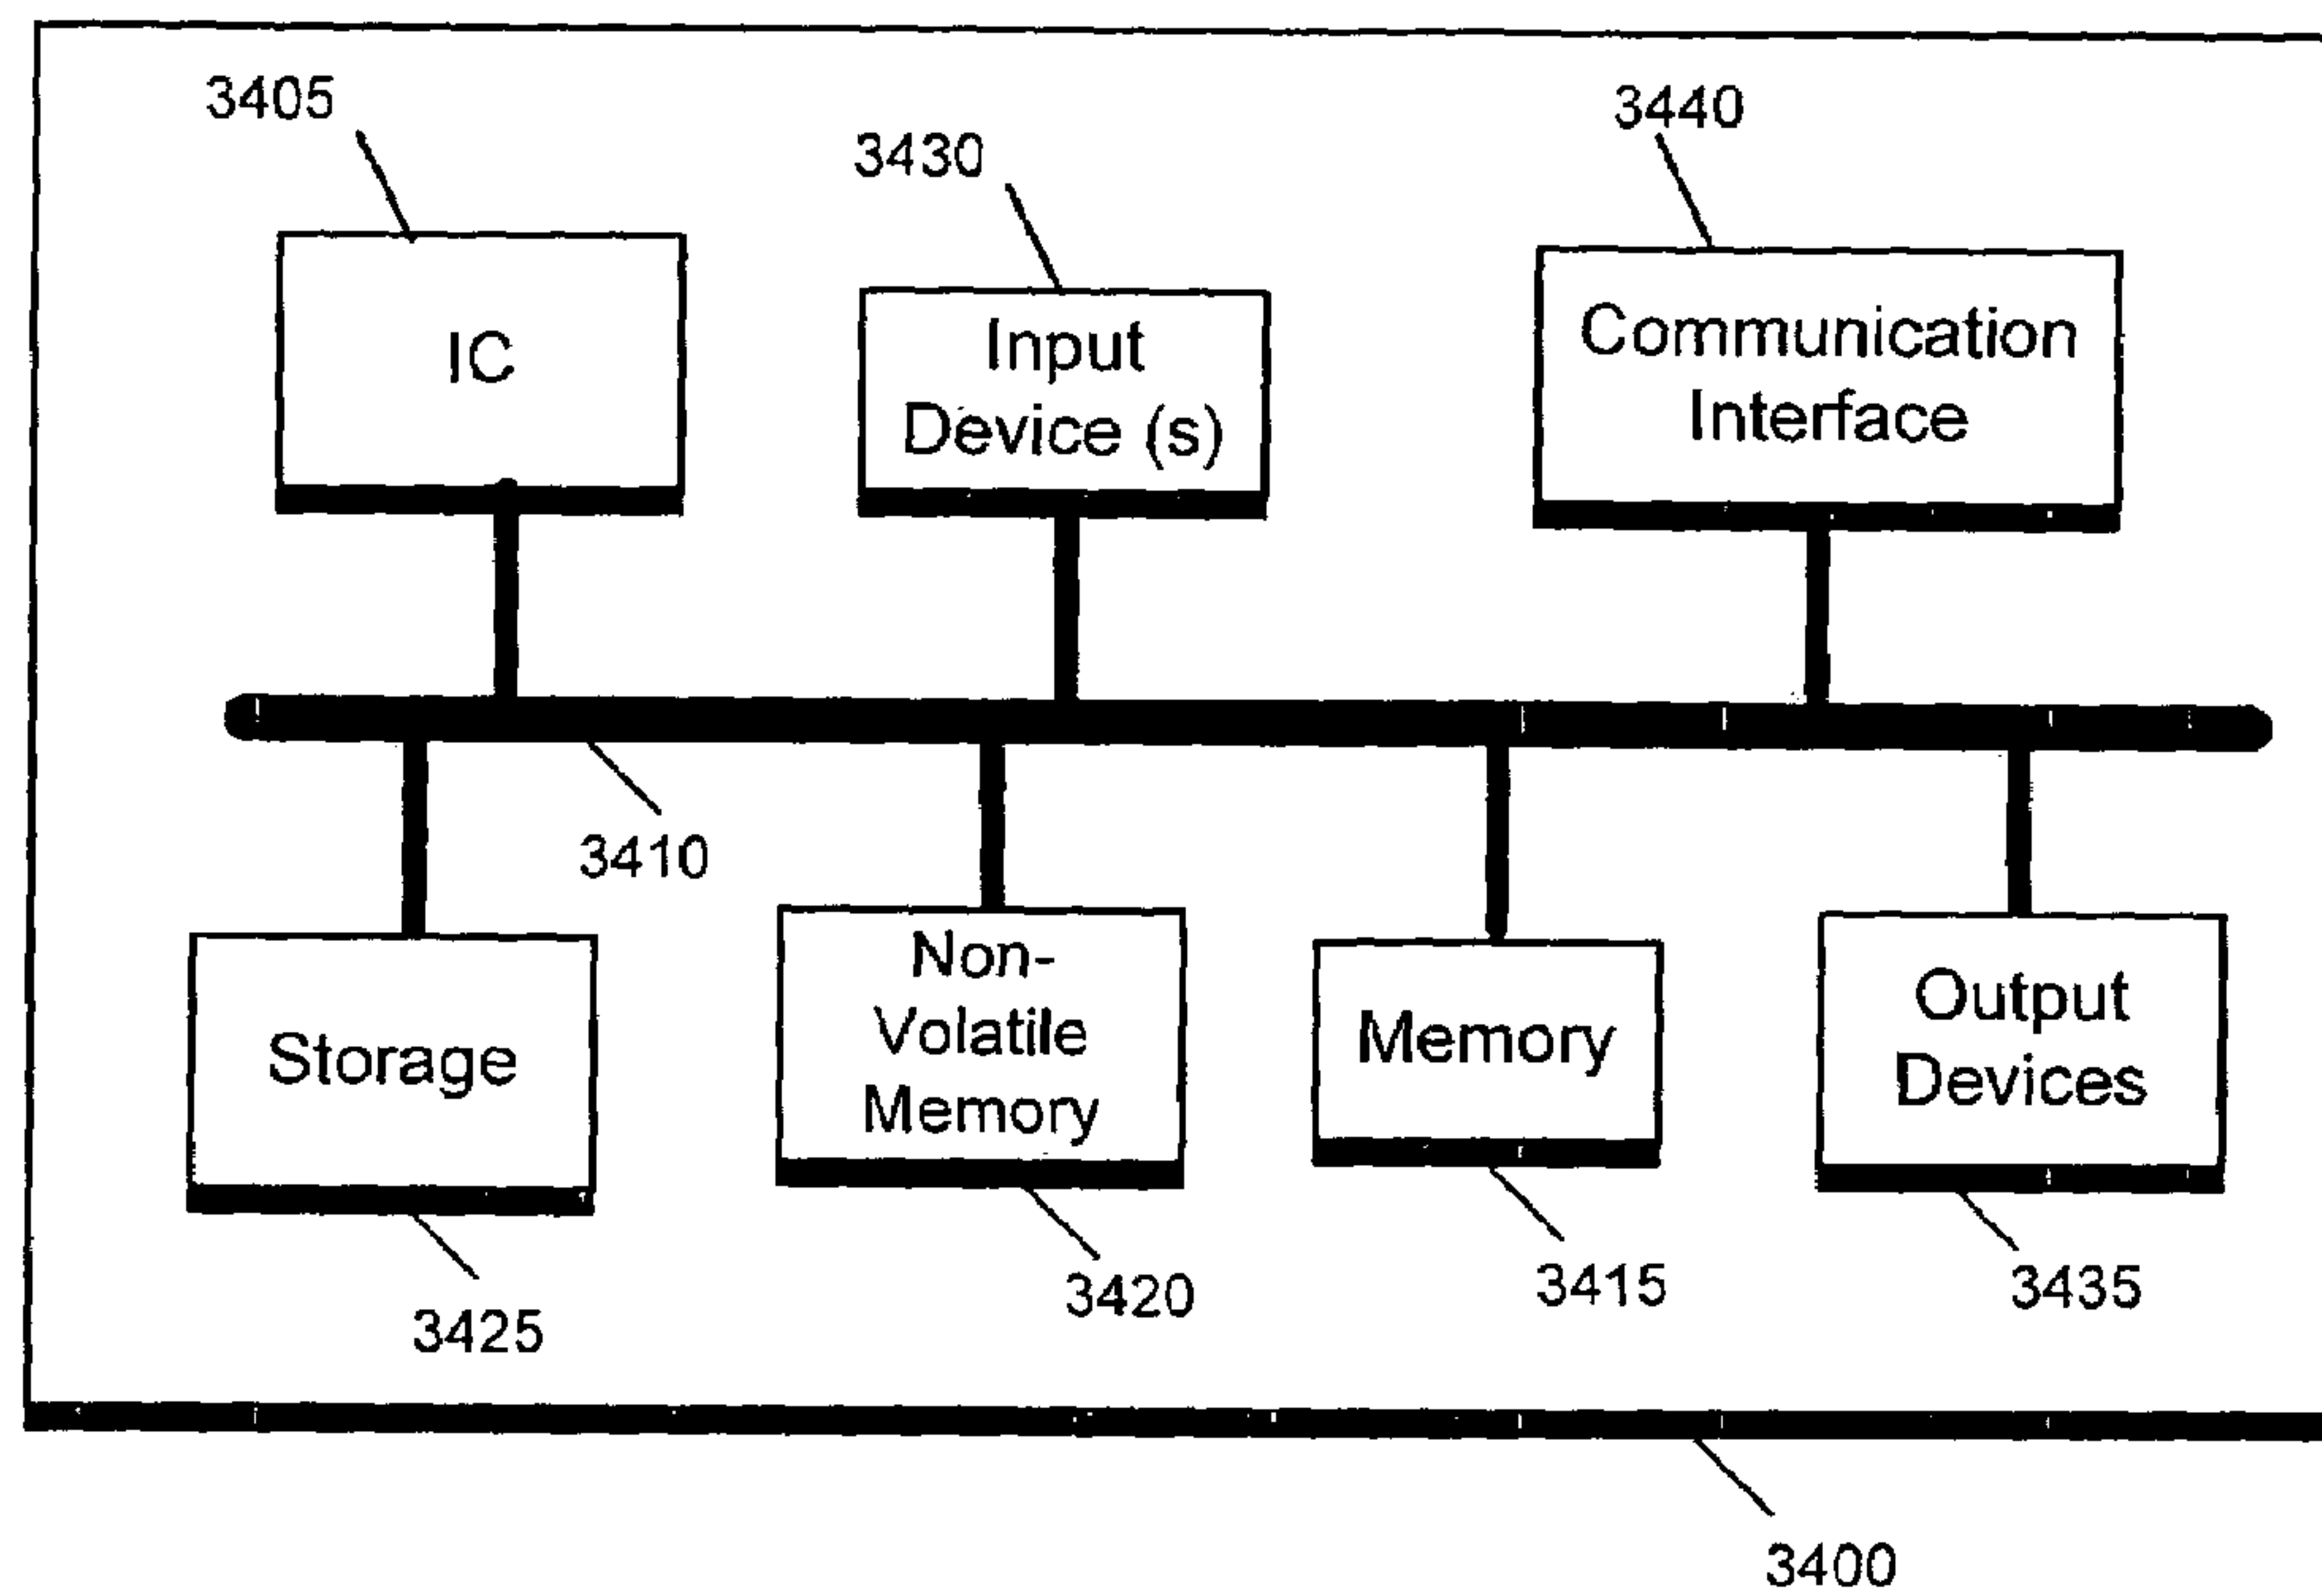 3405
3430
3440
IC
Input
Device (s)
Communication
Interface
3410
Storage
Non-
Volatile
Memory
Memory
Output
Devices
3425
3420
3415
3435
3400